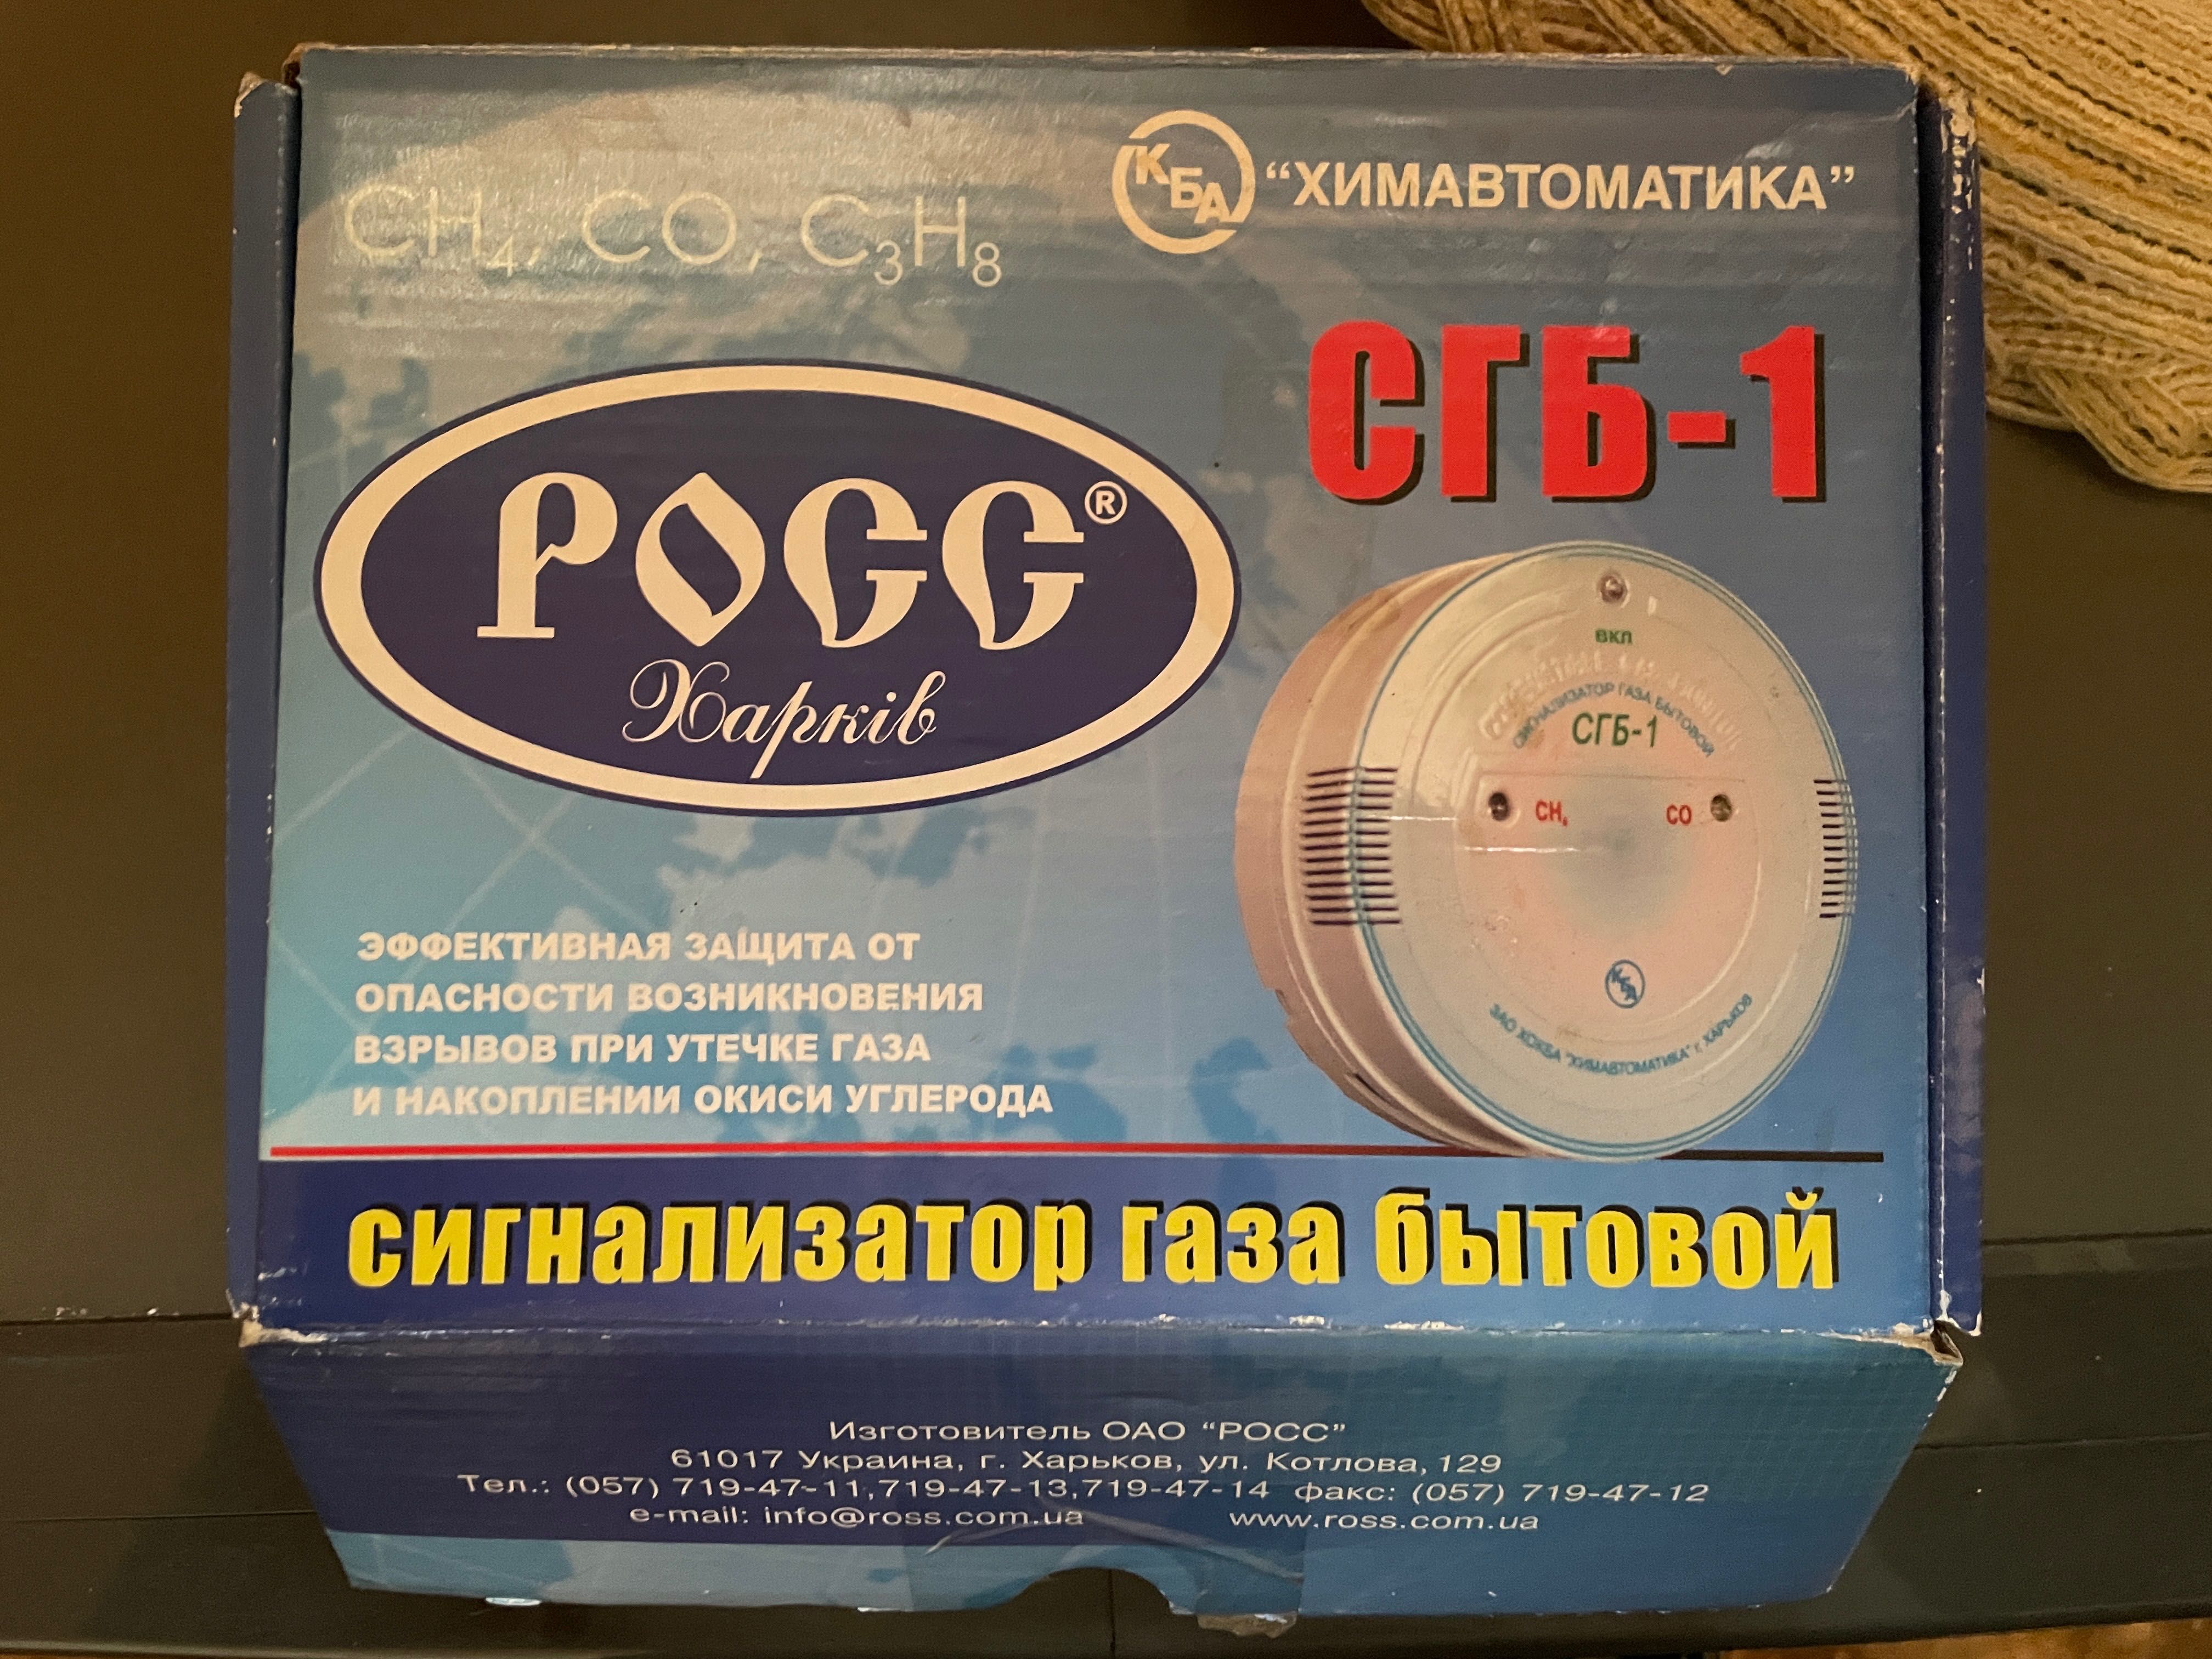 CH₄, CO, C₃H₈
КБА "ХИМАВТОМАТИКА"
СГБ-1
РОСС®
Харків
ВКЛ
СИГНАЛИЗАТОР ГАЗА БЫТОВОЙ
СГБ-1
CH₄ CO
КБА
ЗАО ХОКБА "ХИМАВТОМАТИКА" г. ХАРЬКОВ
ЭФФЕКТИВНАЯ ЗАЩИТА ОТ
ОПАСНОСТИ ВОЗНИКНОВЕНИЯ
ВЗРЫВОВ ПРИ УТЕЧКЕ ГАЗА
И НАКОПЛЕНИИ ОКИСИ УГЛЕРОДА
сигнализатор газа бытовой
Изготовитель ОАО "РОСС"
61017 Украина, г. Харьков, ул. Котлова, 129
Тел.: (057) 719-47-11,719-47-13,719-47-14 факс: (057) 719-47-12
e-mail: info@ross.com.ua www.ross.com.ua